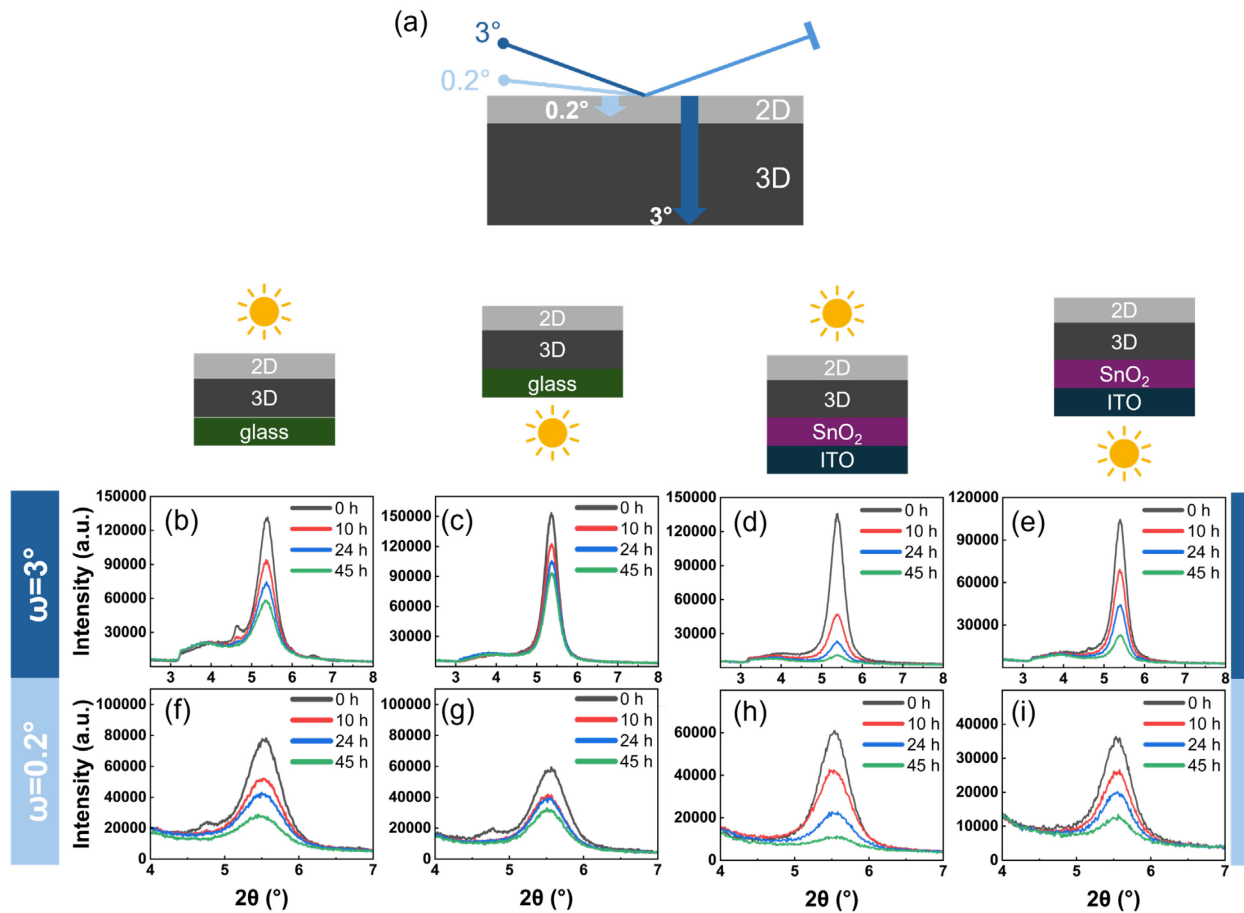 (a)
3°
0.2°
0.2°
2D
3D
3°
2D
3D
glass
2D
3D
glass
2D
3D
SnO₂
ITO
2D
3D
SnO₂
ITO
ω=3°
Intensity (a.u.)
150000
120000
90000
60000
30000
(b)
0 h
10 h
24 h
45 h
3 4 5 6 7 8
150000
120000
90000
60000
30000
(c)
0 h
10 h
24 h
45 h
3 4 5 6 7 8
150000
120000
90000
60000
30000
0
(d)
0 h
10 h
24 h
45 h
3 4 5 6 7 8
120000
100000
80000
60000
40000
20000
0
(e)
0 h
10 h
24 h
45 h
3 4 5 6 7 8
ω=0.2°
Intensity (a.u.)
100000
80000
60000
40000
20000
0
(f)
0 h
10 h
24 h
45 h
4 5 6 7
2θ (°)
100000
80000
60000
40000
20000
0
(g)
0 h
10 h
24 h
45 h
4 5 6 7
2θ (°)
60000
40000
20000
0
(h)
0 h
10 h
24 h
45 h
4 5 6 7
2θ (°)
40000
30000
20000
10000
0
(i)
0 h
10 h
24 h
45 h
4 5 6 7
2θ (°)